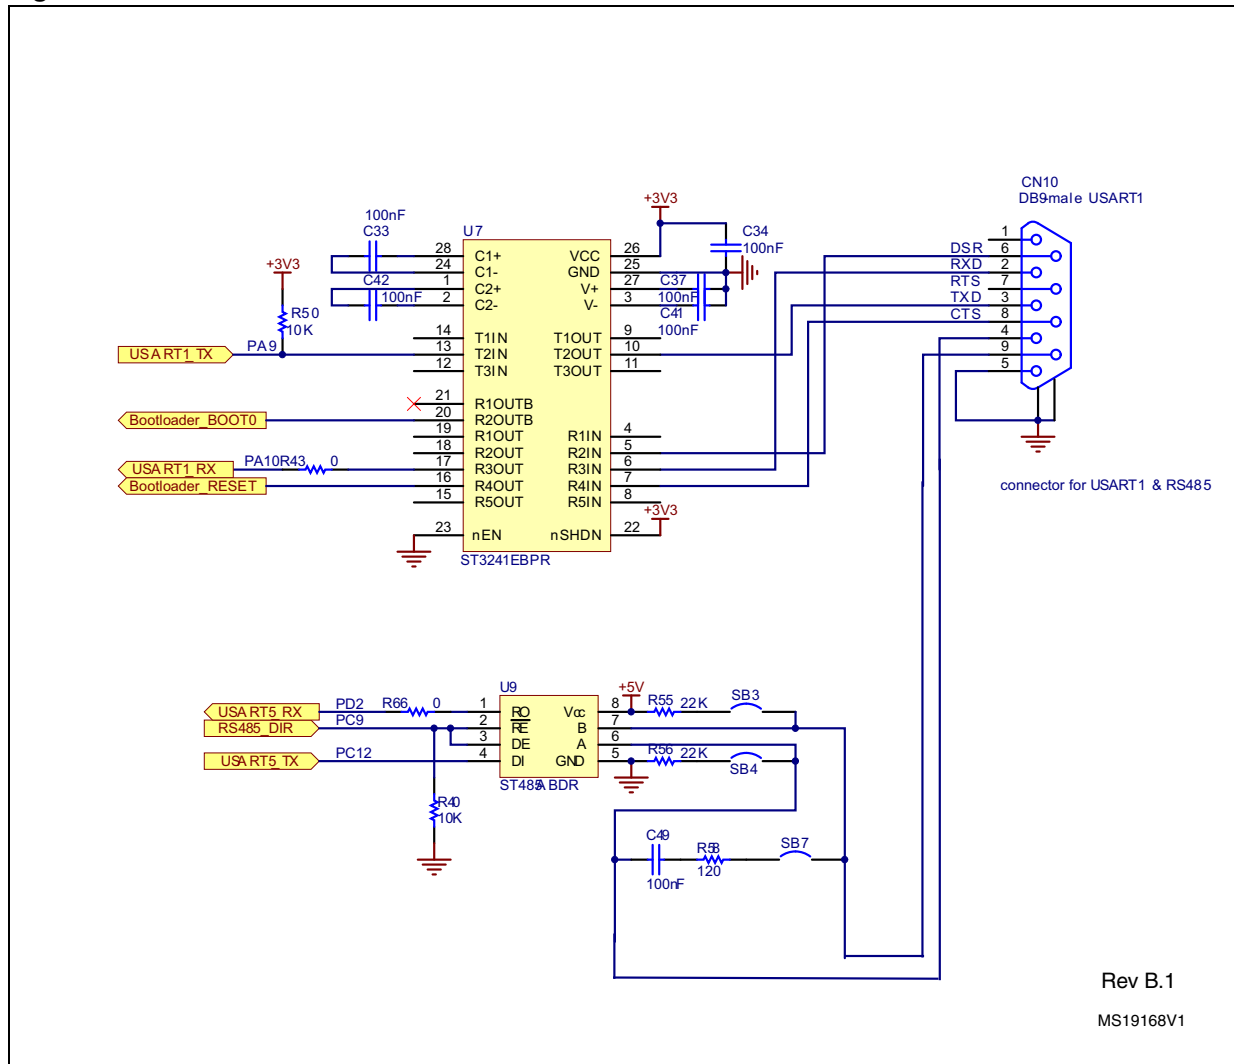 CN10
DB9-male USART1
+3V3
100nF
C33
U7
C34
100nF
28 C1+ VCC 26
24 C1- GND 25
1 C2+ V+ 27
2 C2- V- 3
C42
100nF
C37
100nF
C41
100nF
+3V3
R50
10K
14 T1IN T1OUT 9
13 T2IN T2OUT 10
12 T3IN T3OUT 11
USART1_TX PA9
21 R1OUTB
20 R2OUTB
19 R1OUT R1IN 4
18 R2OUT R2IN 5
17 R3OUT R3IN 6
16 R4OUT R4IN 7
15 R5OUT R5IN 8
Bootloader_BOOT0
USART1_RX PA10 R43 0
Bootloader_RESET
+3V3
23 nEN nSHDN 22
ST3241EBPR
1
DSR 6
RXD 2
RTS 7
TXD 3
CTS 8
4
9
5
connector for USART1 & RS485
U9
+5V
USART5_RX PD2 R66 0
RS485_DIR PC9
USART5_TX PC12
1 RO Vcc 8
2 RE B 7
3 DE A 6
4 DI GND 5
ST485ABDR
R55 22K SB3
R56 22K
SB4
R40
10K
C49
100nF
R58
120
SB7
Rev B.1
MS19168V1